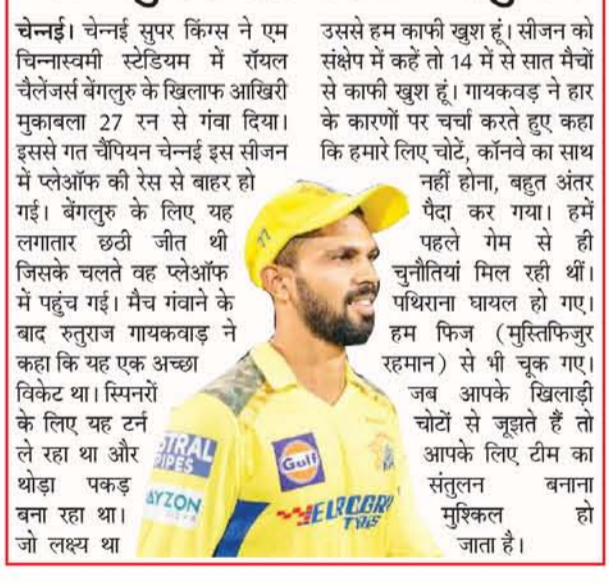 चेन्नई। चेन्नई सुपर किंग्स ने एम
चिन्नास्वामी स्टेडियम में रॉयल
चैलेंजर्स बेंगलुरु के खिलाफ आखिरी
मुकाबला 27 रन से गंवा दिया।
इससे गत चैंपियन चेन्नई इस सीजन
में प्लेऑफ की रेस से बाहर हो
गई। बेंगलुरु के लिए यह
लगातार छठी जीत थी
जिसके चलते वह प्लेऑफ
में पहुंच गई। मैच गंवाने के
बाद रुतुराज गायकवाड़ ने
कहा कि यह एक अच्छा
विकेट था। स्पिनरों
के लिए यह टर्न
ले रहा था और
थोड़ा पकड़
बना रहा था।
जो लक्ष्य था
उससे हम काफी खुश हूं। सीजन को
संक्षेप में कहें तो 14 में से सात मैचों
से काफी खुश हूं। गायकवाड़ ने हार
के कारणों पर चर्चा करते हुए कहा
कि हमारे लिए चोटें, कॉनवे का साथ
नहीं होना, बहुत अंतर
पैदा कर गया। हमें
पहले गेम से ही
चुनौतियां मिल रही थीं।
पथिराना घायल हो गए।
हम फिज (मुस्तिफिजुर
रहमान) से भी चूक गए।
जब आपके खिलाड़ी
चोटों से जूझते हैं तो
आपके लिए टीम का
संतुलन बनाना
मुश्किल हो
जाता है।
77
STRAL
PIPES
Gulf
AYZON